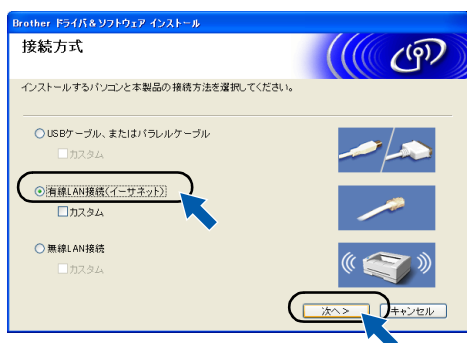 Brother ドライバ&ソフトウェア インストール
接続方式
インストールするパソコンと本製品の接続方法を選択してください。
USBケーブル、またはパラレルケーブル
カスタム
有線LAN接続(イーサネット)
カスタム
無線LAN接続
カスタム
次へ >
キャンセル